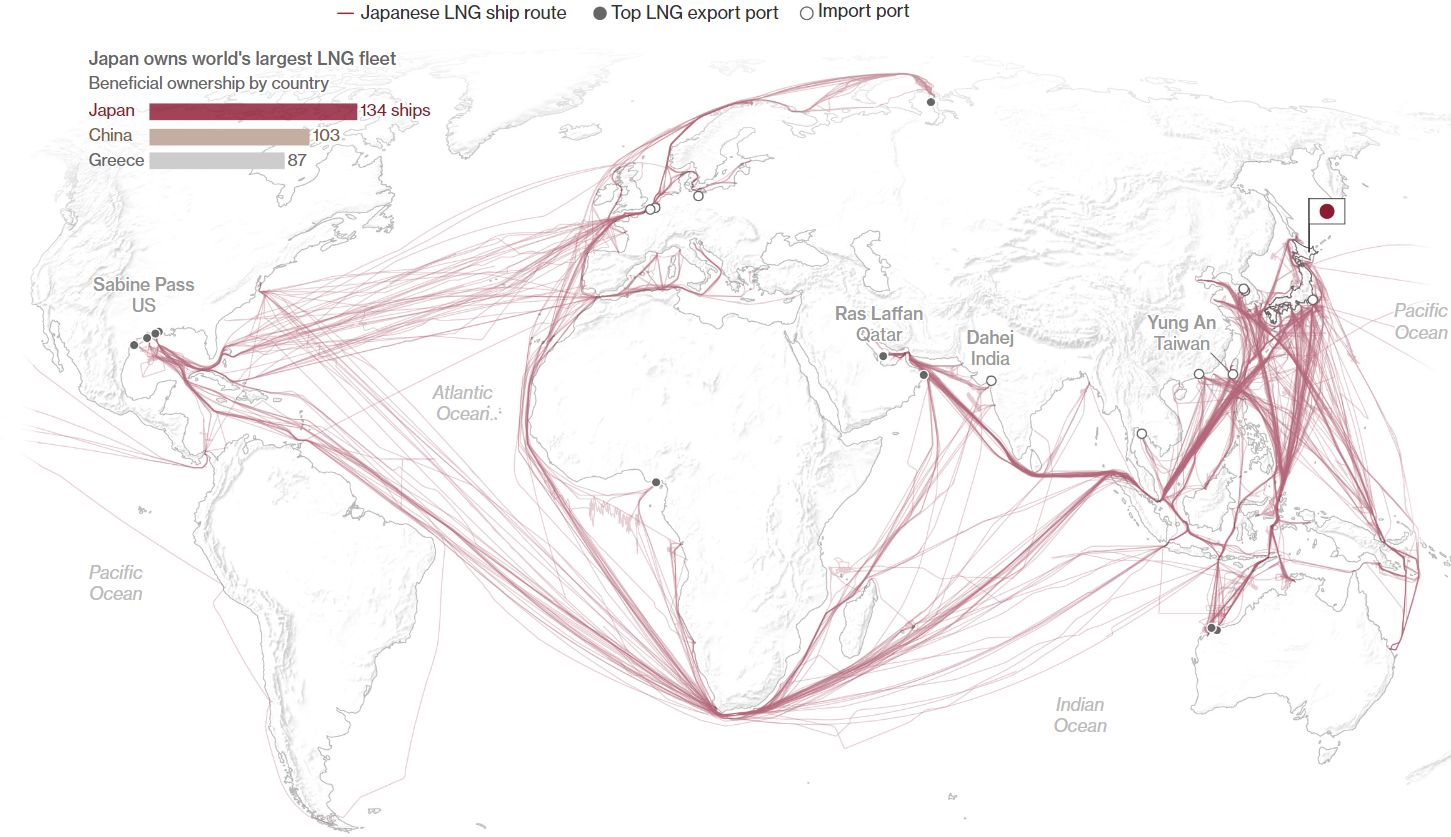 Japanese LNG ship route
Top LNG export port
Import port
Japan owns world's largest LNG fleet
Beneficial ownership by country
Japan 134 ships
China 103
Greece 87
Sabine Pass
US
Ras Laffan
Qatar
Dahej
India
Yung An
Taiwan
Pacific
Ocean
Atlantic
Ocean
Pacific
Ocean
Indian
Ocean